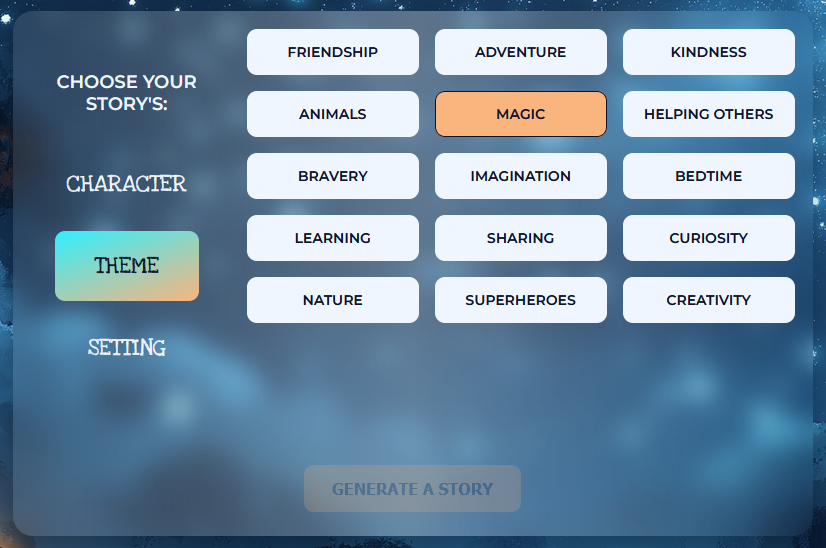 CHOOSE YOUR
STORY'S:
CHARACTER
THEME
SETTING
FRIENDSHIP
ADVENTURE
KINDNESS
ANIMALS
MAGIC
HELPING OTHERS
BRAVERY
IMAGINATION
BEDTIME
LEARNING
SHARING
CURIOSITY
NATURE
SUPERHEROES
CREATIVITY
GENERATE A STORY